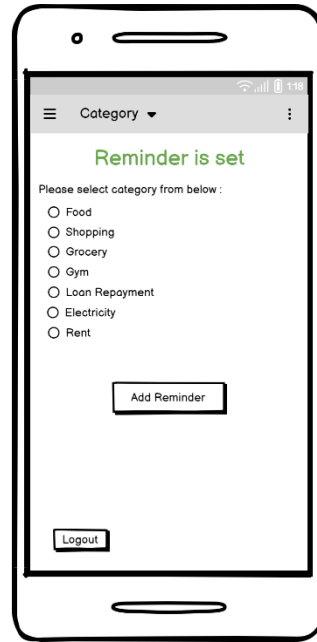 1:18
Category
Reminder is set
Please select category from below :
Food
Shopping
Grocery
Gym
Loan Repayment
Electricity
Rent
Add Reminder
Logout